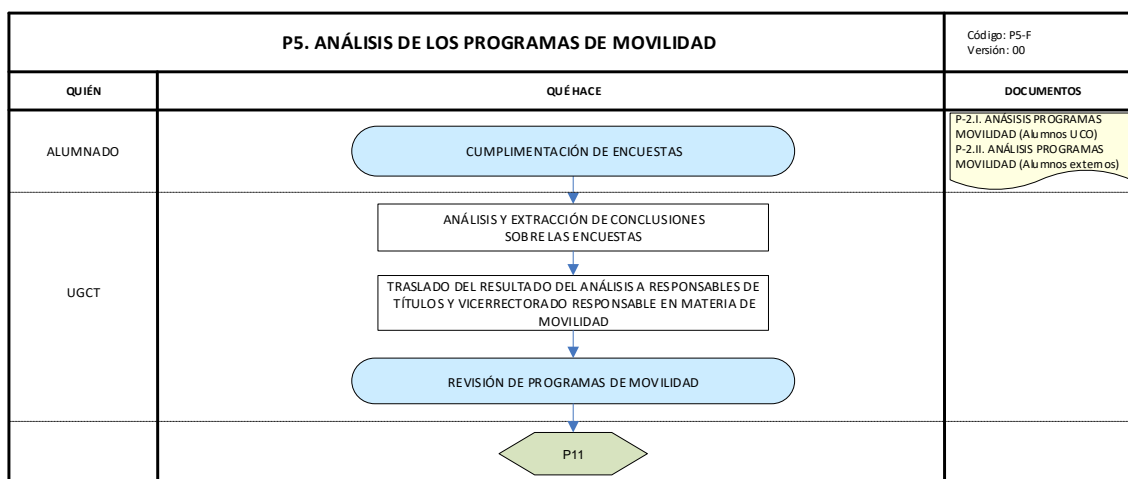 P5. ANÁLISIS DE LOS PROGRAMAS DE MOVILIDAD
Código: P5-F
Versión: 00
QUIÉN
QUÉ HACE
DOCUMENTOS
ALUMNADO
CUMPLIMENTACIÓN DE ENCUESTAS
P-2.I. ANÁSISIS PROGRAMAS
MOVILIDAD (Alumnos UCO)
P-2.II. ANÁLISIS PROGRAMAS
MOVILIDAD (Alumnos externos)
UGCT
ANÁLISIS Y EXTRACCIÓN DE CONCLUSIONES
SOBRE LAS ENCUESTAS
TRASLADO DEL RESULTADO DEL ANÁLISIS A RESPONSABLES DE
TÍTULOS Y VICERRECTORADO RESPONSABLE EN MATERIA DE
MOVILIDAD
REVISIÓN DE PROGRAMAS DE MOVILIDAD
P11